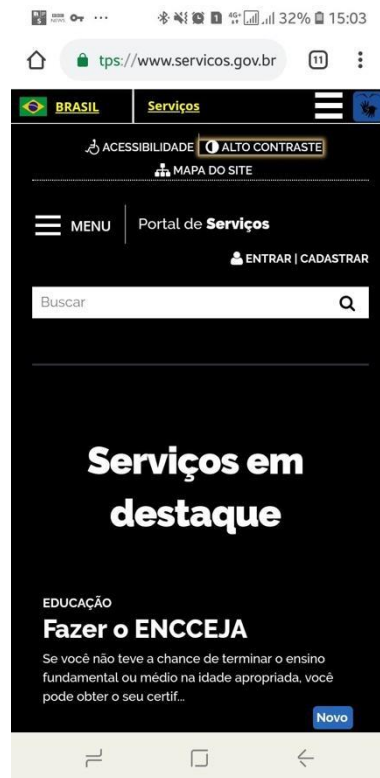 32% 15:03
tps://www.servicos.gov.br 11
BRASIL Serviços
ACESSIBILIDADE ALTO CONTRASTE
MAPA DO SITE
MENU Portal de Serviços
ENTRAR | CADASTRAR
Buscar
Serviços em
destaque
EDUCAÇÃO
Fazer o ENCCEJA
Se você não teve a chance de terminar o ensino
fundamental ou médio na idade apropriada, você
pode obter o seu certif...
Novo